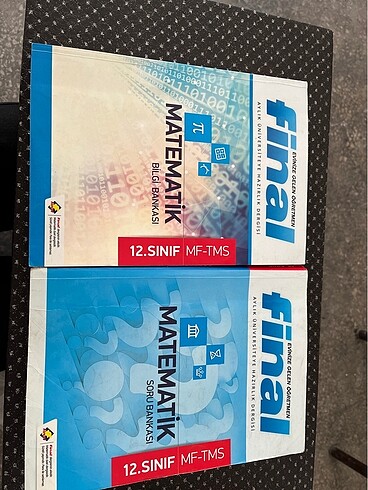 EVİNİZE GELEN ÖĞRETMEN
final
AYLIK ÜNİVERSİTEYE HAZIRLIK DERGİSİ
MATEMATİK
BİLGİ BANKASI
π
12.SINIF MF-TMS
EVİNİZE GELEN ÖĞRETMEN
final
AYLIK ÜNİVERSİTEYE HAZIRLIK DERGİSİ
MATEMATİK
SORU BANKASI
12.SINIF MF-TMS